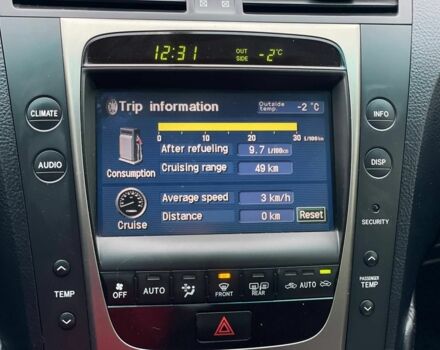 12:31 OUT SIDE -2°C
Trip information Outside temp. -2 °C
0 10 20 30 L/100km
After refueling 9.7 L/100km
Consumption Cruising range 49 km
Average speed 3 km/h
Cruise Distance 0 km Reset
CLIMATE
AUDIO
INFO
DISP
SECURITY
TEMP
PASSENGER TEMP
OFF AUTO FRONT REAR AUTO